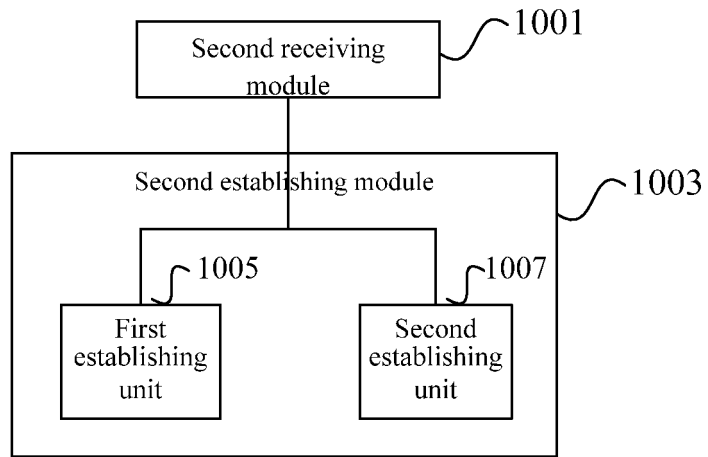 1001
Second receiving
module
Second establishing module
1003
1005
1007
First
establishing
unit
Second
establishing
unit